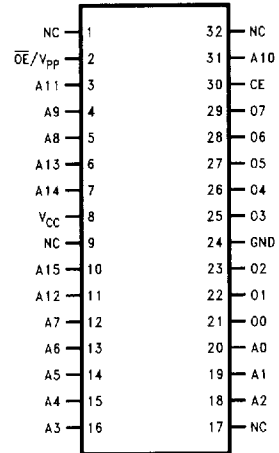 NC 1 32 NC
OE/VPP 2 31 A10
A11 3 30 CE
A9 4 29 O7
A8 5 28 O6
A13 6 27 O5
A14 7 26 O4
VCC 8 25 O3
NC 9 24 GND
A15 10 23 O2
A12 11 22 O1
A7 12 21 O0
A6 13 20 A0
A5 14 19 A1
A4 15 18 A2
A3 16 17 NC